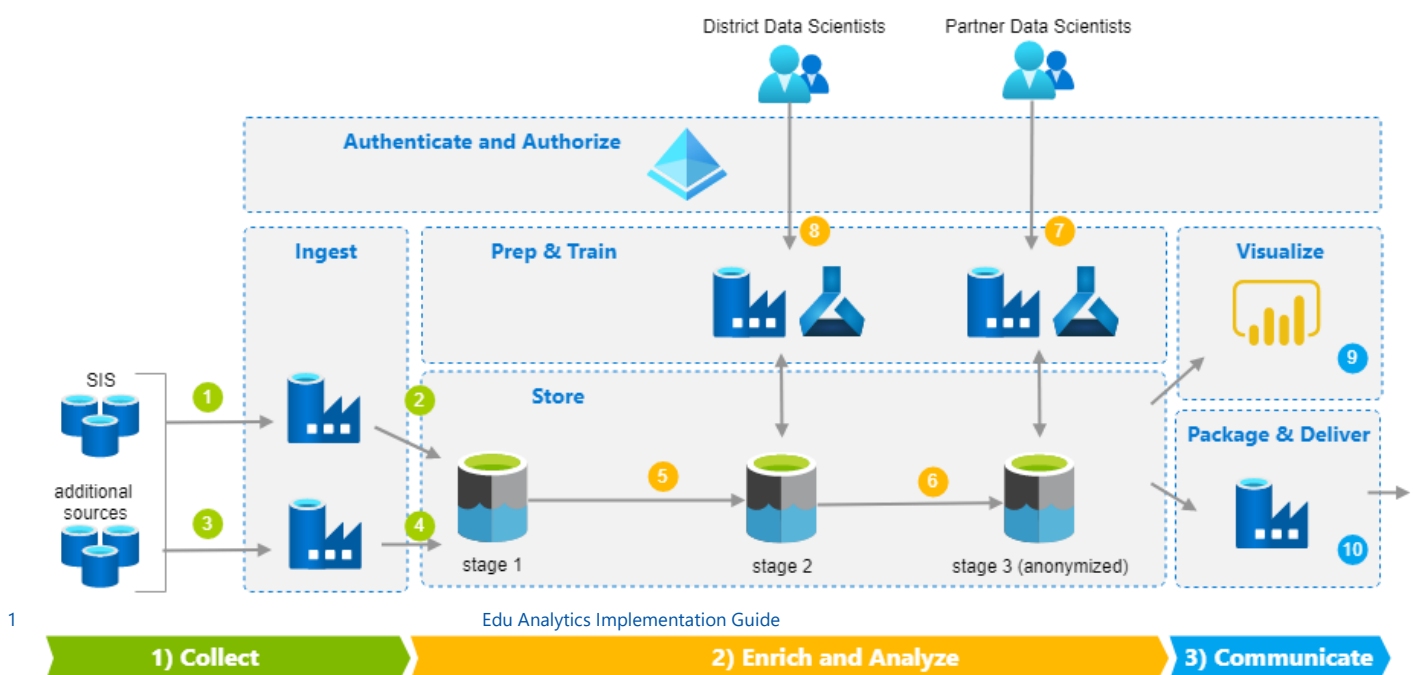 District Data Scientists
Partner Data Scientists
Authenticate and Authorize
8
7
Ingest
Prep & Train
Visualize
SIS
1
2
9
Store
Package & Deliver
additional
sources
3
4
5
6
stage 1
stage 2
stage 3 (anonymized)
10
1
Edu Analytics Implementation Guide
1) Collect
2) Enrich and Analyze
3) Communicate